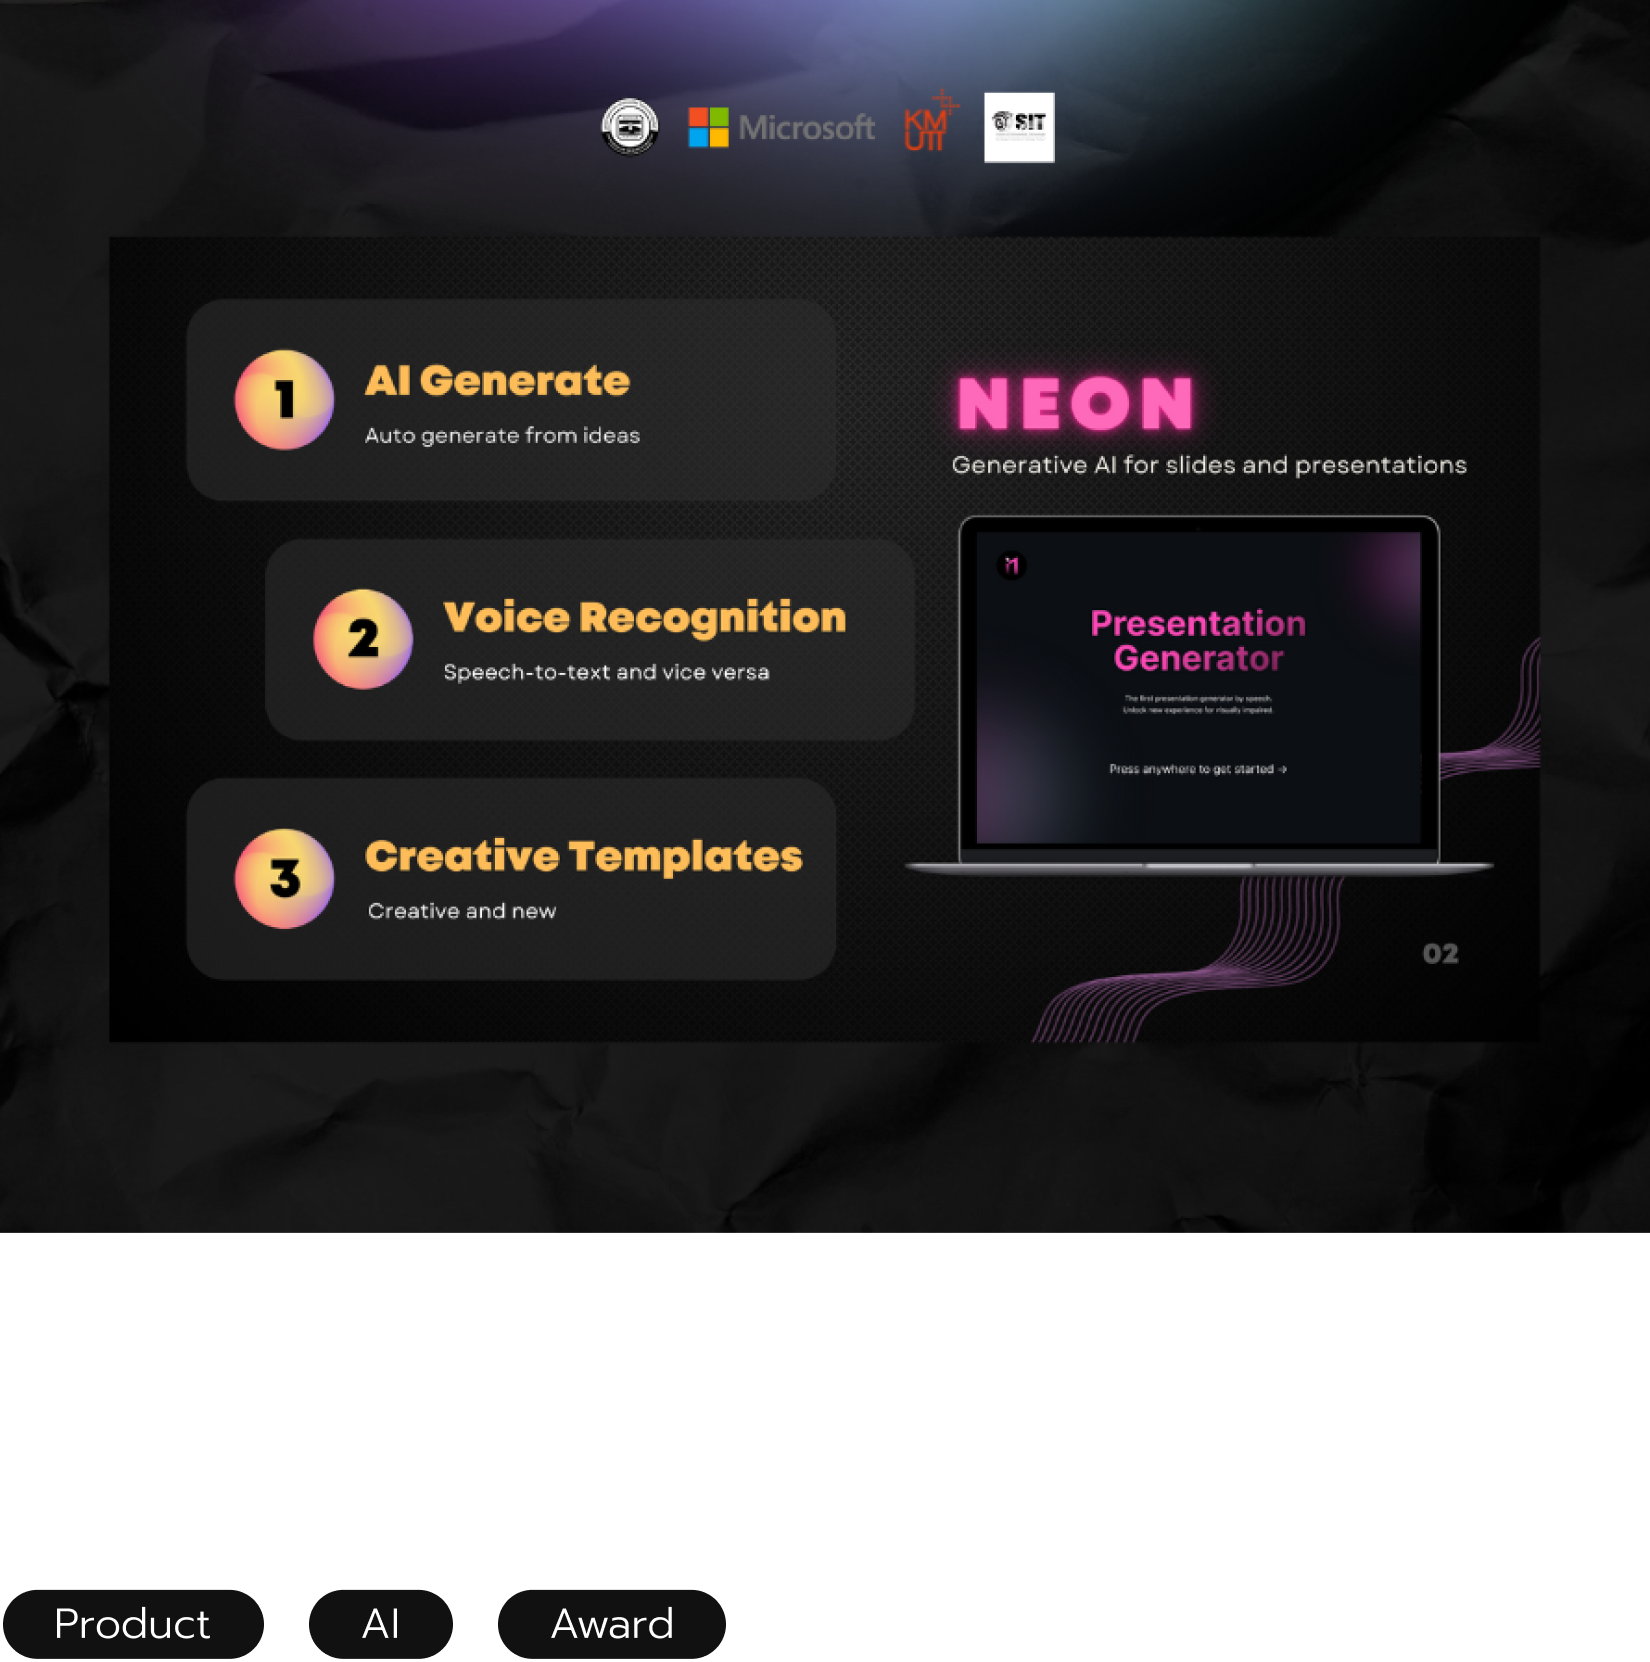 Microsoft
KM
UTT
SIT
1
AI Generate
Auto generate from ideas
2
Voice Recognition
Speech-to-text and vice versa
3
Creative Templates
Creative and new
NEON
Generative AI for slides and presentations
Presentation
Generator
The first presentation generator by speech.
Unlock new experience for visually impaired.
Press anywhere to get started →
02
Product
AI
Award